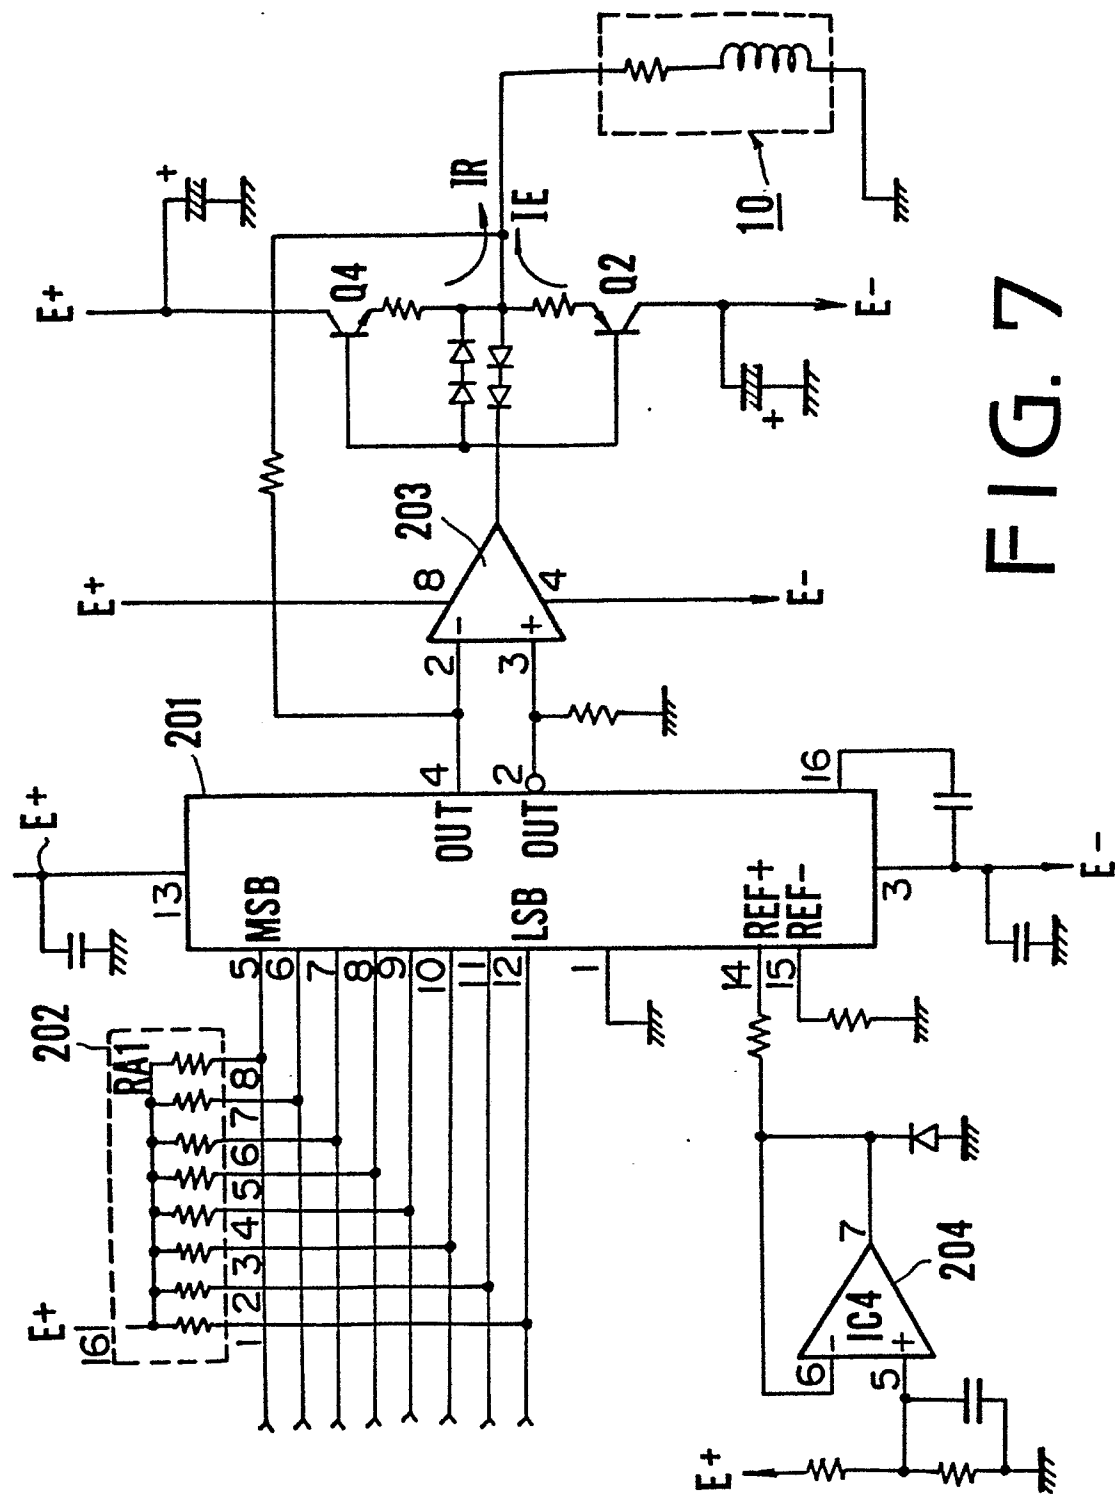 E+
16
202
RA1
1
2
3
4
5
6
7
8
E+
13
201
5
6
7
8
9
10
11
12
MSB
LSB
OUT
4
OUT
2
1
14
15
REF+
REF-
16
3
E-
E+
2
3
-
+
8
4
203
E-
E+
+
Q4
IR
IE
Q2
E-
+
10
E+
6
5
-
+
IC4
7
204
FIG. 7